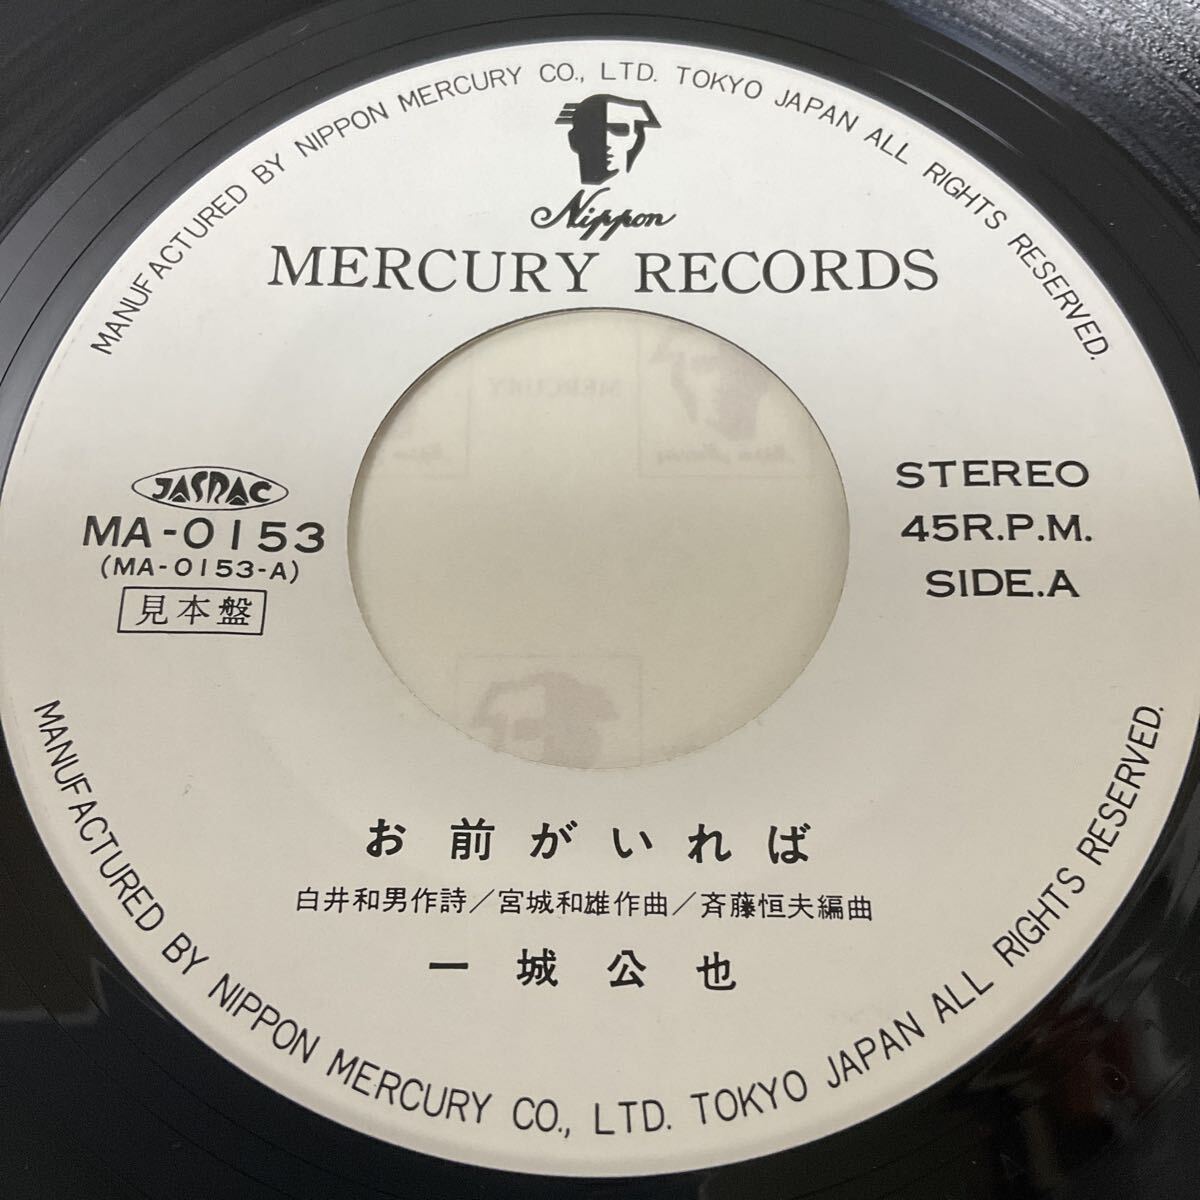 MANUFACTURED BY NIPPON MERCURY CO., LTD. TOKYO JAPAN ALL RIGHTS RESERVED.
Nippon
MERCURY RECORDS
MERCURY
JASRAC
MA-0153
(MA-0153-A)
見本盤
STEREO
45R.P.M.
SIDE.A
お前がいれば
白井和男作詩/宮城和雄作曲/斉藤恒夫編曲
一城公也
MANUFACTURED BY NIPPON MERCURY CO., LTD. TOKYO JAPAN ALL RIGHTS RESERVED.